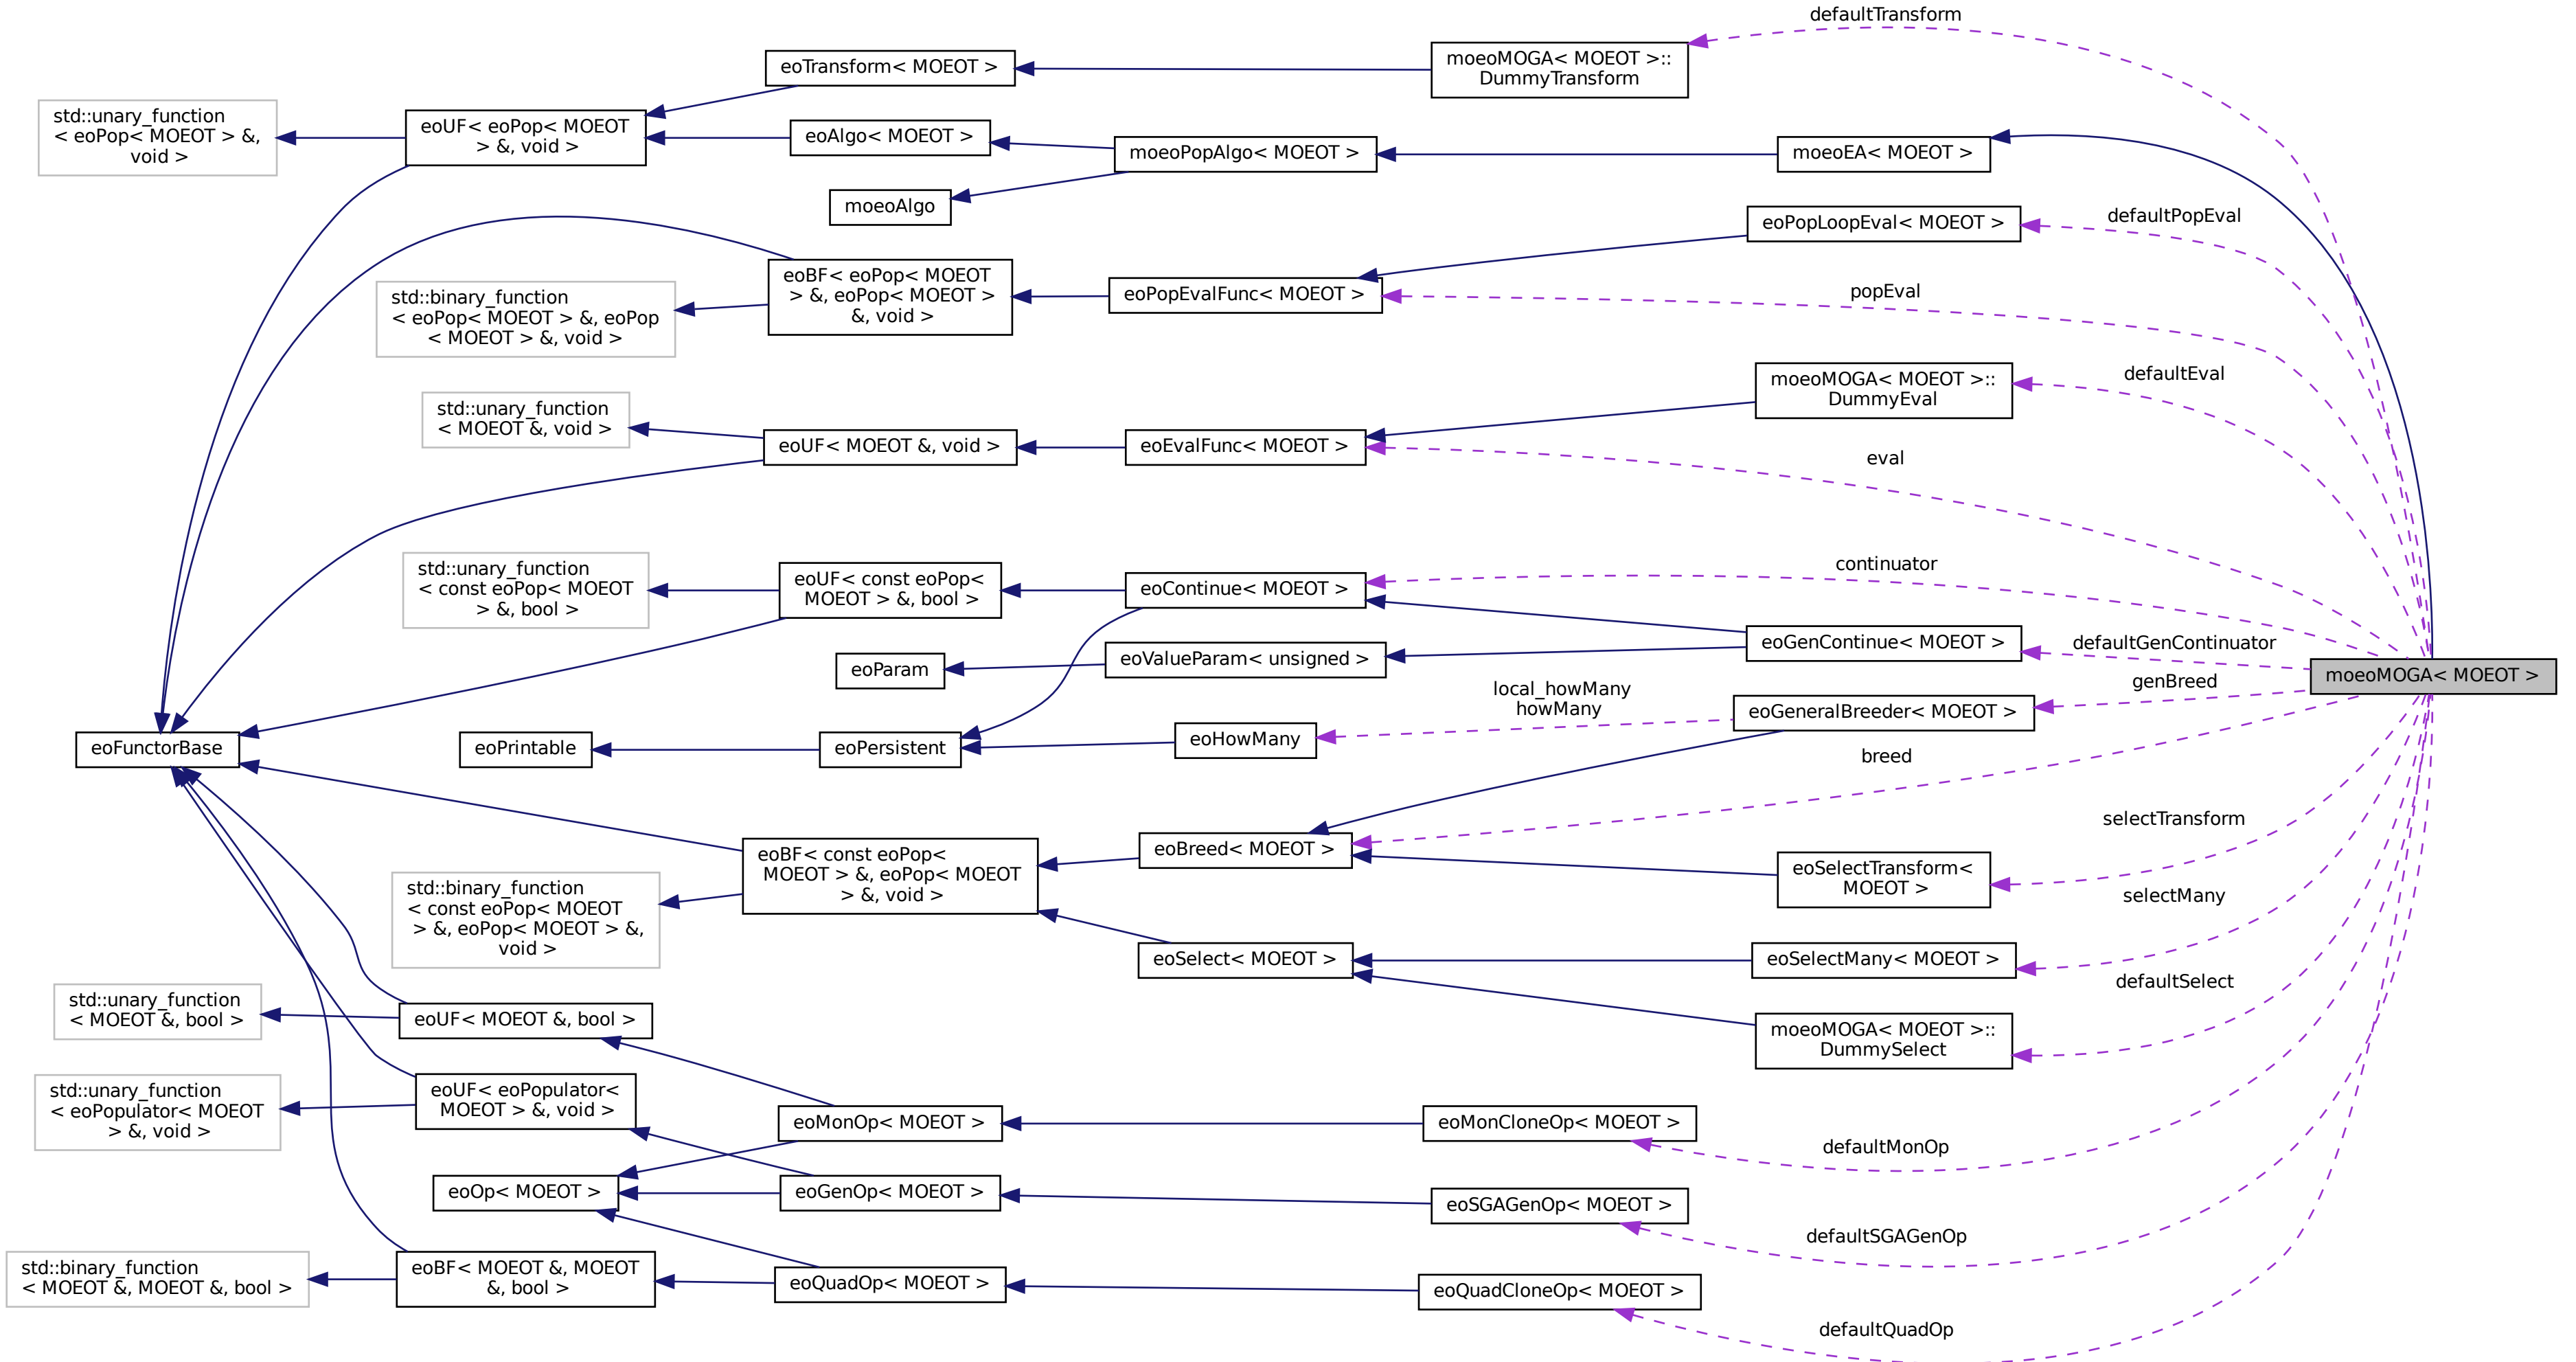 defaultTransform
eoTransform< MOEOT >
moeoMOGA< MOEOT >::
DummyTransform
std::unary_function
< eoPop< MOEOT > &,
void >
eoUF< eoPop< MOEOT
> &, void >
eoAlgo< MOEOT >
moeoPopAlgo< MOEOT >
moeoEA< MOEOT >
moeoAlgo
eoPopLoopEval< MOEOT >
defaultPopEval
std::binary_function
< eoPop< MOEOT > &, eoPop
< MOEOT > &, void >
eoBF< eoPop< MOEOT
> &, eoPop< MOEOT >
&, void >
eoPopEvalFunc< MOEOT >
popEval
moeoMOGA< MOEOT >::
DummyEval
defaultEval
std::unary_function
< MOEOT &, void >
eoUF< MOEOT &, void >
eoEvalFunc< MOEOT >
eval
std::unary_function
< const eoPop< MOEOT
> &, bool >
eoUF< const eoPop<
MOEOT > &, bool >
eoContinue< MOEOT >
continuator
eoParam
eoValueParam< unsigned >
eoGenContinue< MOEOT >
defaultGenContinuator
moeoMOGA< MOEOT >
genBreed
local_howMany
howMany
eoGeneralBreeder< MOEOT >
eoFunctorBase
eoPrintable
eoPersistent
eoHowMany
breed
std::binary_function
< const eoPop< MOEOT
> &, eoPop< MOEOT > &,
void >
eoBF< const eoPop<
MOEOT > &, eoPop< MOEOT
> &, void >
eoBreed< MOEOT >
selectTransform
eoSelectTransform<
MOEOT >
selectMany
eoSelect< MOEOT >
eoSelectMany< MOEOT >
defaultSelect
moeoMOGA< MOEOT >::
DummySelect
std::unary_function
< MOEOT &, bool >
eoUF< MOEOT &, bool >
std::unary_function
< eoPopulator< MOEOT
> &, void >
eoUF< eoPopulator<
MOEOT > &, void >
eoMonOp< MOEOT >
eoMonCloneOp< MOEOT >
defaultMonOp
eoOp< MOEOT >
eoGenOp< MOEOT >
eoSGAGenOp< MOEOT >
defaultSGAGenOp
std::binary_function
< MOEOT &, MOEOT &, bool >
eoBF< MOEOT &, MOEOT
&, bool >
eoQuadOp< MOEOT >
eoQuadCloneOp< MOEOT >
defaultQuadOp